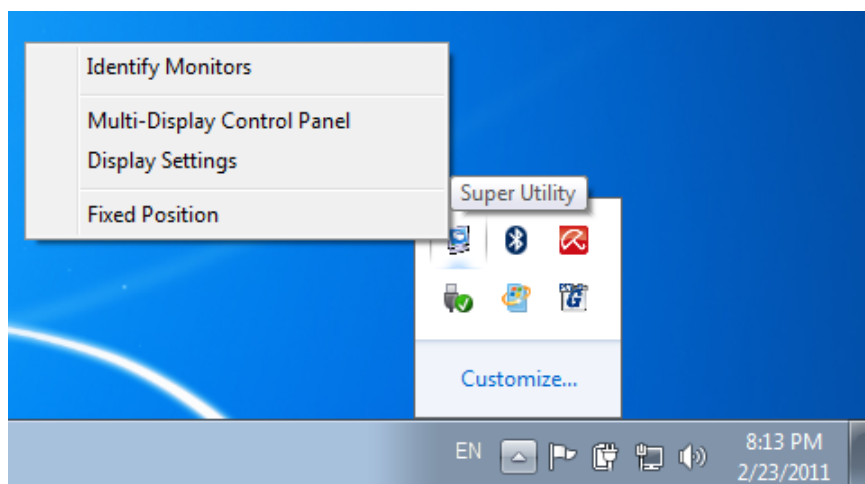 Identify Monitors
Multi-Display Control Panel
Display Settings
Fixed Position
Super Utility
Customize...
EN
8:13 PM
2/23/2011